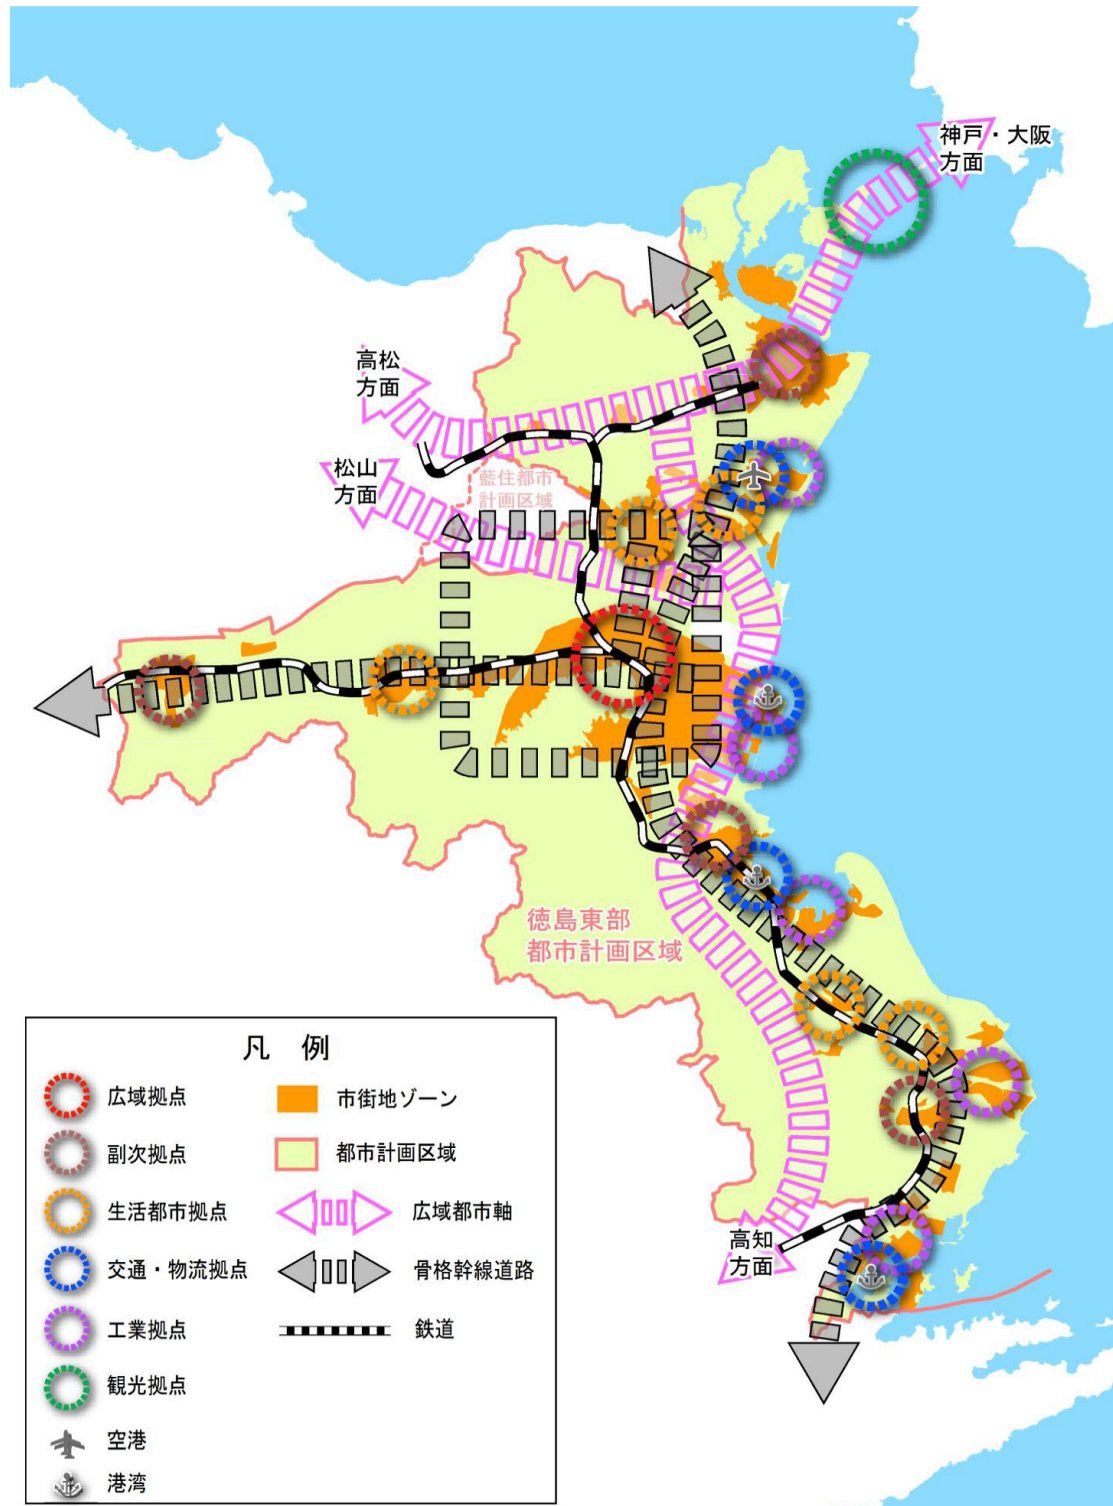 神戸・大阪
方面
高松
方面
松山
方面
藍住都市
計画区域
徳島東部
都市計画区域
高知
方面
凡 例
広域拠点
副次拠点
生活都市拠点
交通・物流拠点
工業拠点
観光拠点
空港
港湾
市街地ゾーン
都市計画区域
広域都市軸
骨格幹線道路
鉄道